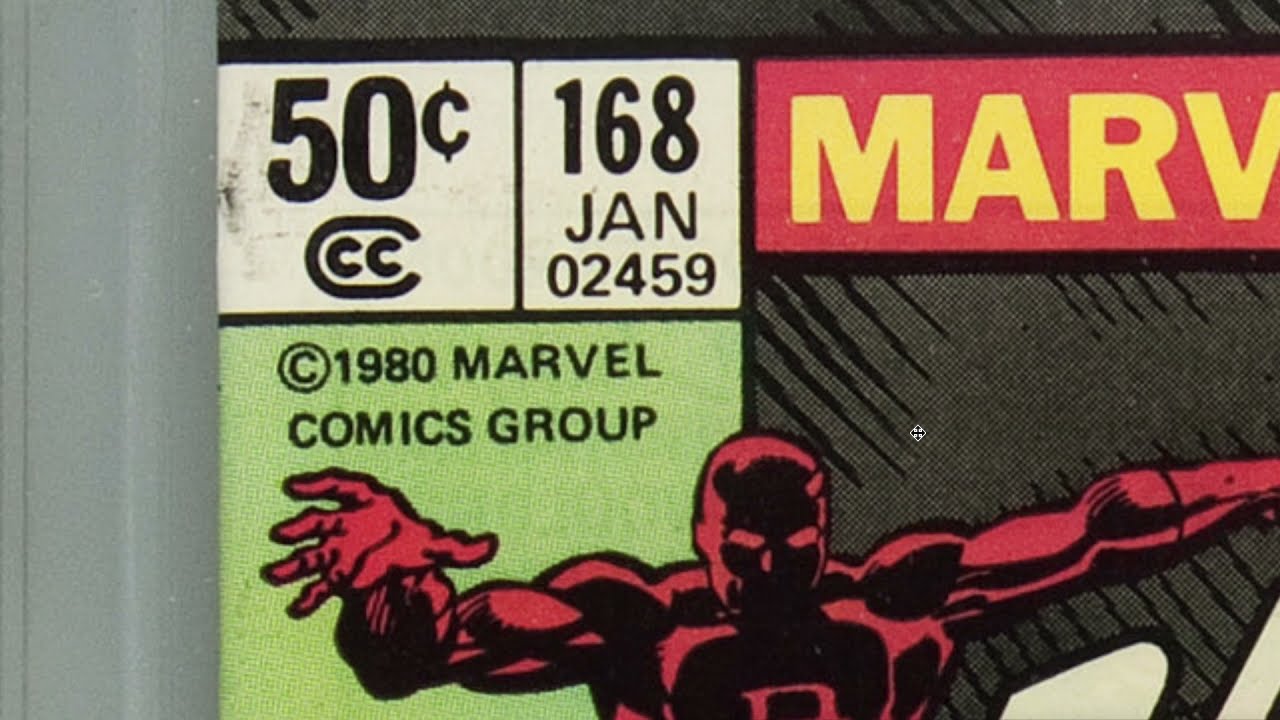 50¢
CC
168
JAN
02459
MARV
©1980 MARVEL
COMICS GROUP
D